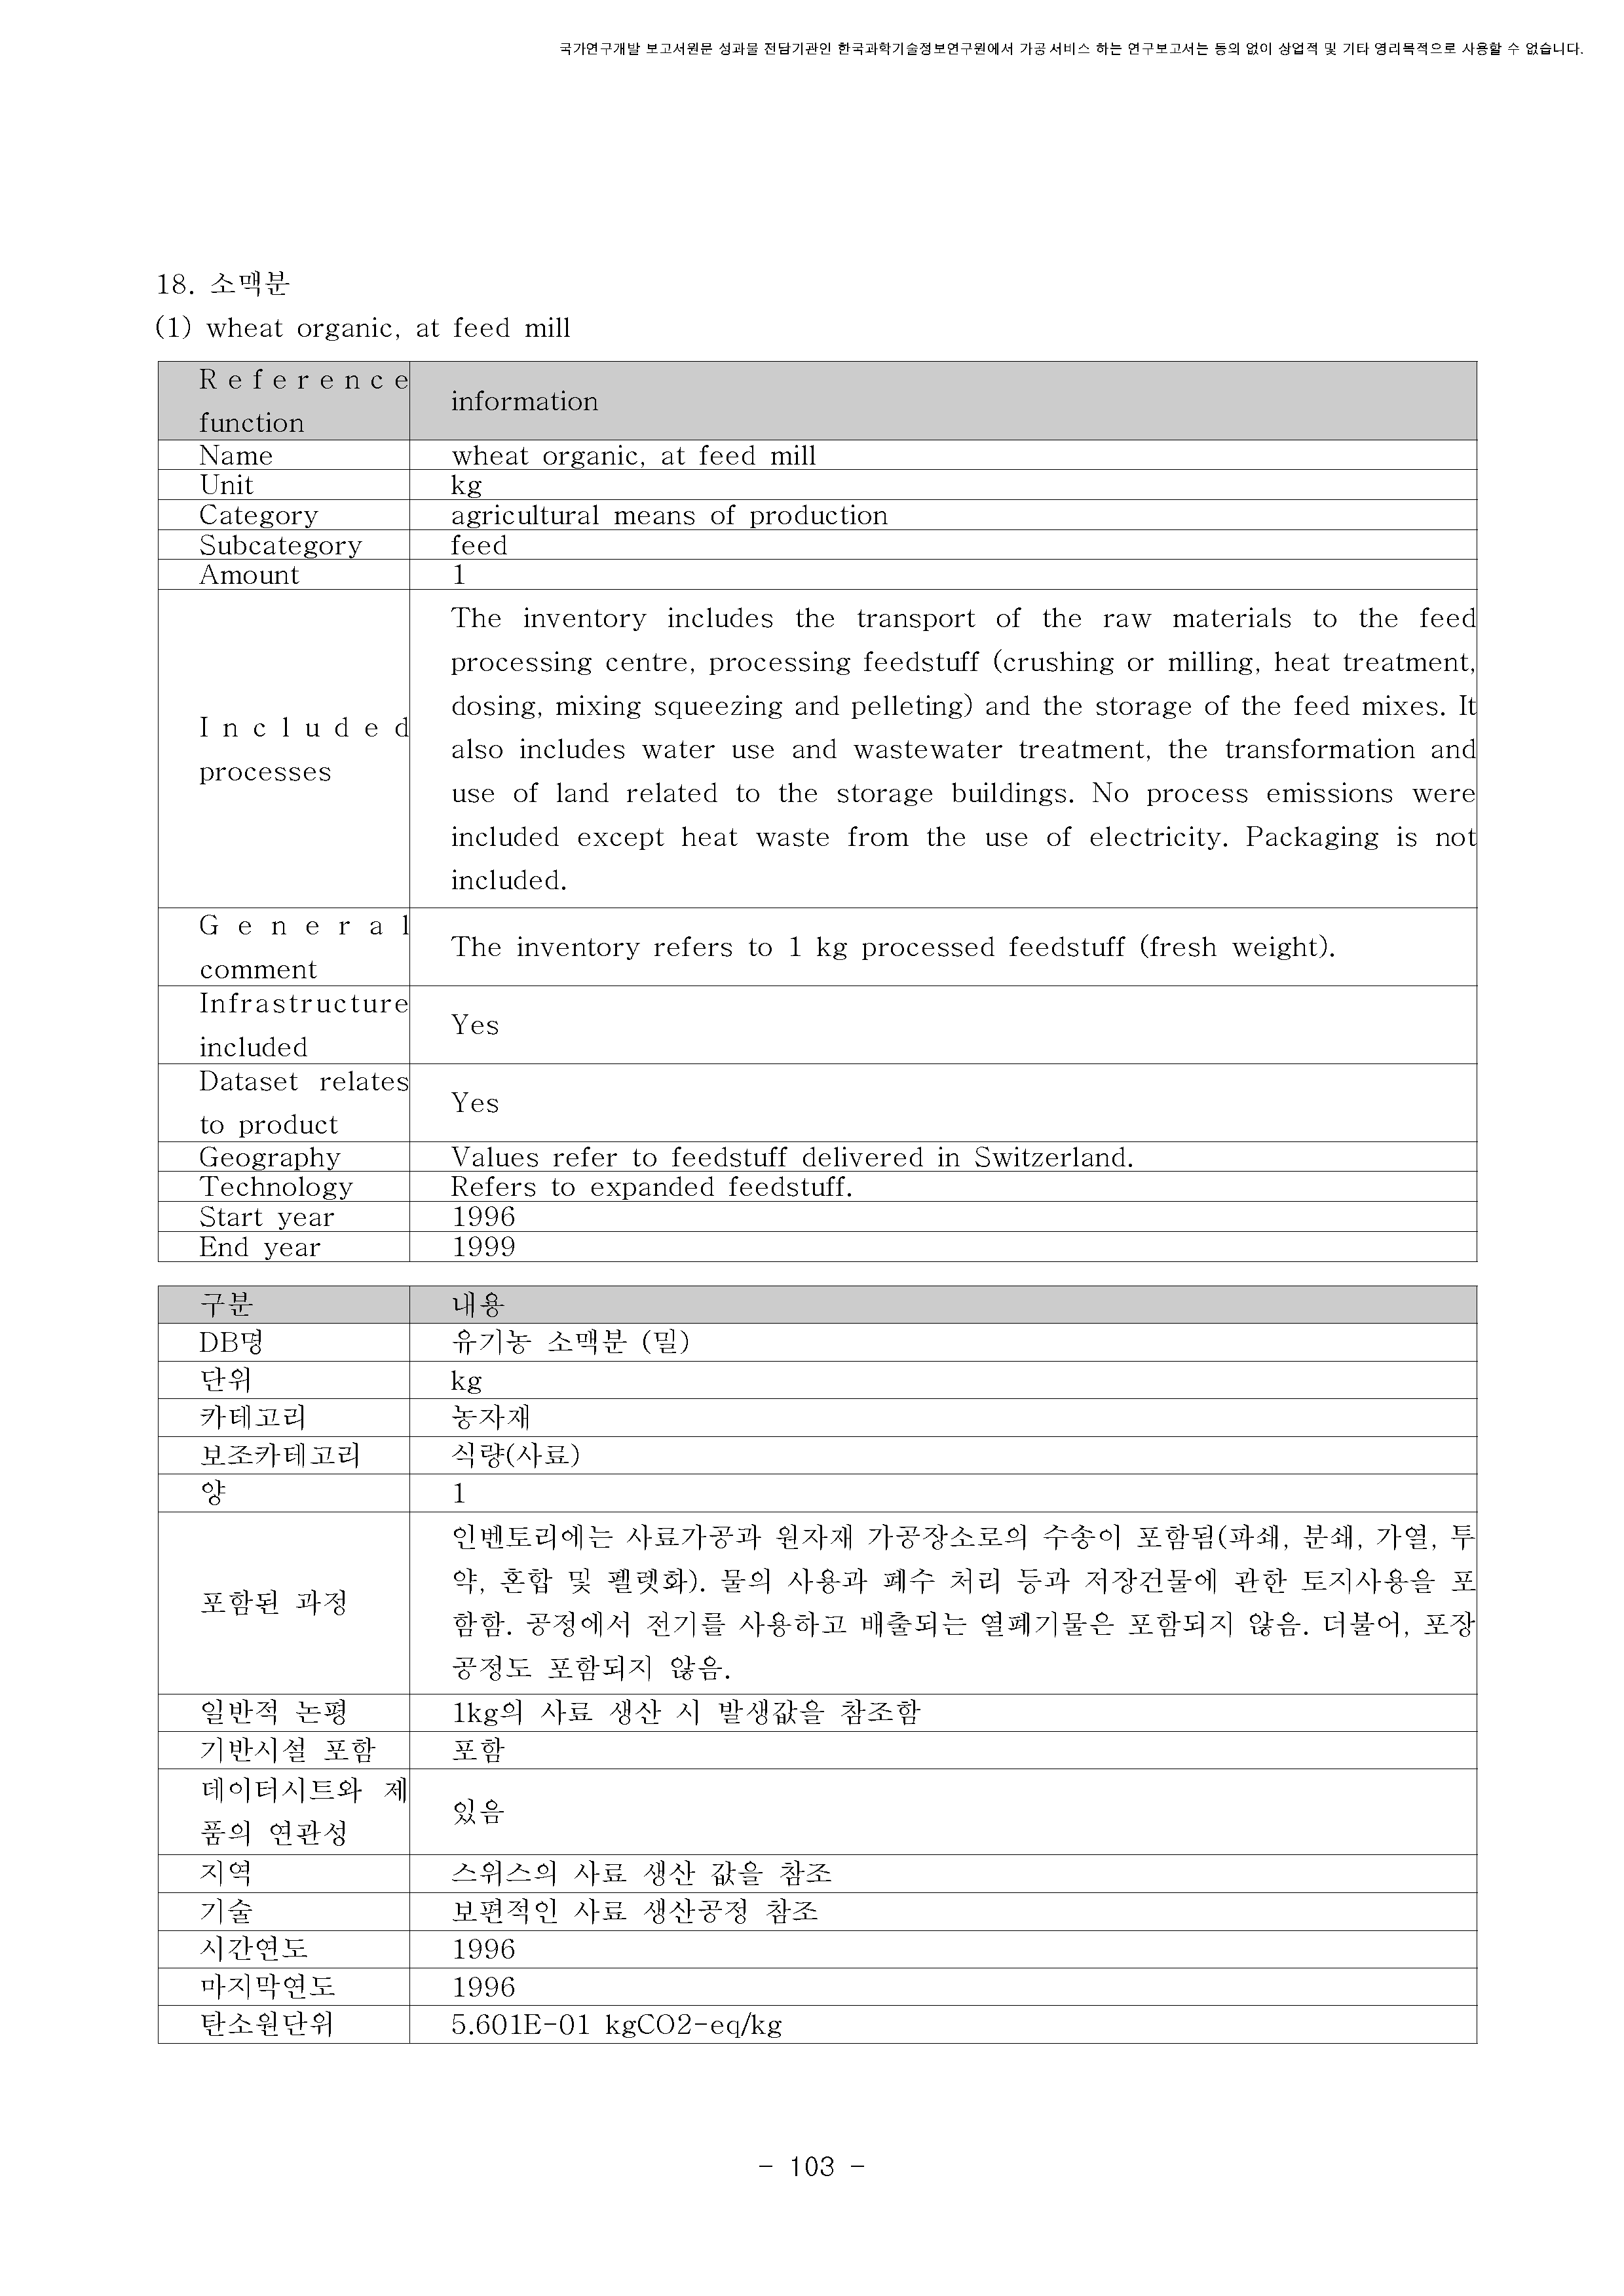 국가연구개발 보고서원문 성과물 전담기관인 한국과학기술정보연구원에서 가공·서비스 하는 연구보고서는 동의 없이 상업적 및 기타 영리목적으로 사용할 수 없습니다.
18. 소맥분
(1) wheat organic, at feed mill
Reference
function
information
Name wheat organic, at feed mill
Unit kg
Category agricultural means of production
Subcategory feed
Amount 1
Included
processes
The inventory includes the transport of the raw materials to the feed
processing centre, processing feedstuff (crushing or milling, heat treatment,
dosing, mixing squeezing and pelleting) and the storage of the feed mixes. It
also includes water use and wastewater treatment, the transformation and
use of land related to the storage buildings. No process emissions were
included except heat waste from the use of electricity. Packaging is not
included.
General
comment
The inventory refers to 1 kg processed feedstuff (fresh weight).
Infrastructure
included
Yes
Dataset relates
to product
Yes
Geography Values refer to feedstuff delivered in Switzerland.
Technology Refers to expanded feedstuff.
Start year 1996
End year 1999
구분 내용
DB명 유기농 소맥분 (밀)
단위 kg
카테고리 농자재
보조카테고리 식량(사료)
양 1
포함된 과정
인벤토리에는 사료가공과 원자재 가공장소로의 수송이 포함됨(파쇄, 분쇄, 가열, 투
약, 혼합 및 펠렛화). 물의 사용과 폐수 처리 등과 저장건물에 관한 토지사용을 포
함함. 공정에서 전기를 사용하고 배출되는 열폐기물은 포함되지 않음. 더불어, 포장
공정도 포함되지 않음.
일반적 논평 1kg의 사료 생산 시 발생값을 참조함
기반시설 포함 포함
데이터시트와 제
품의 연관성
있음
지역 스위스의 사료 생산 값을 참조
기술 보편적인 사료 생산공정 참조
시간연도 1996
마지막연도 1996
탄소원단위 5.601E-01 kgCO2-eq/kg
- 103 -